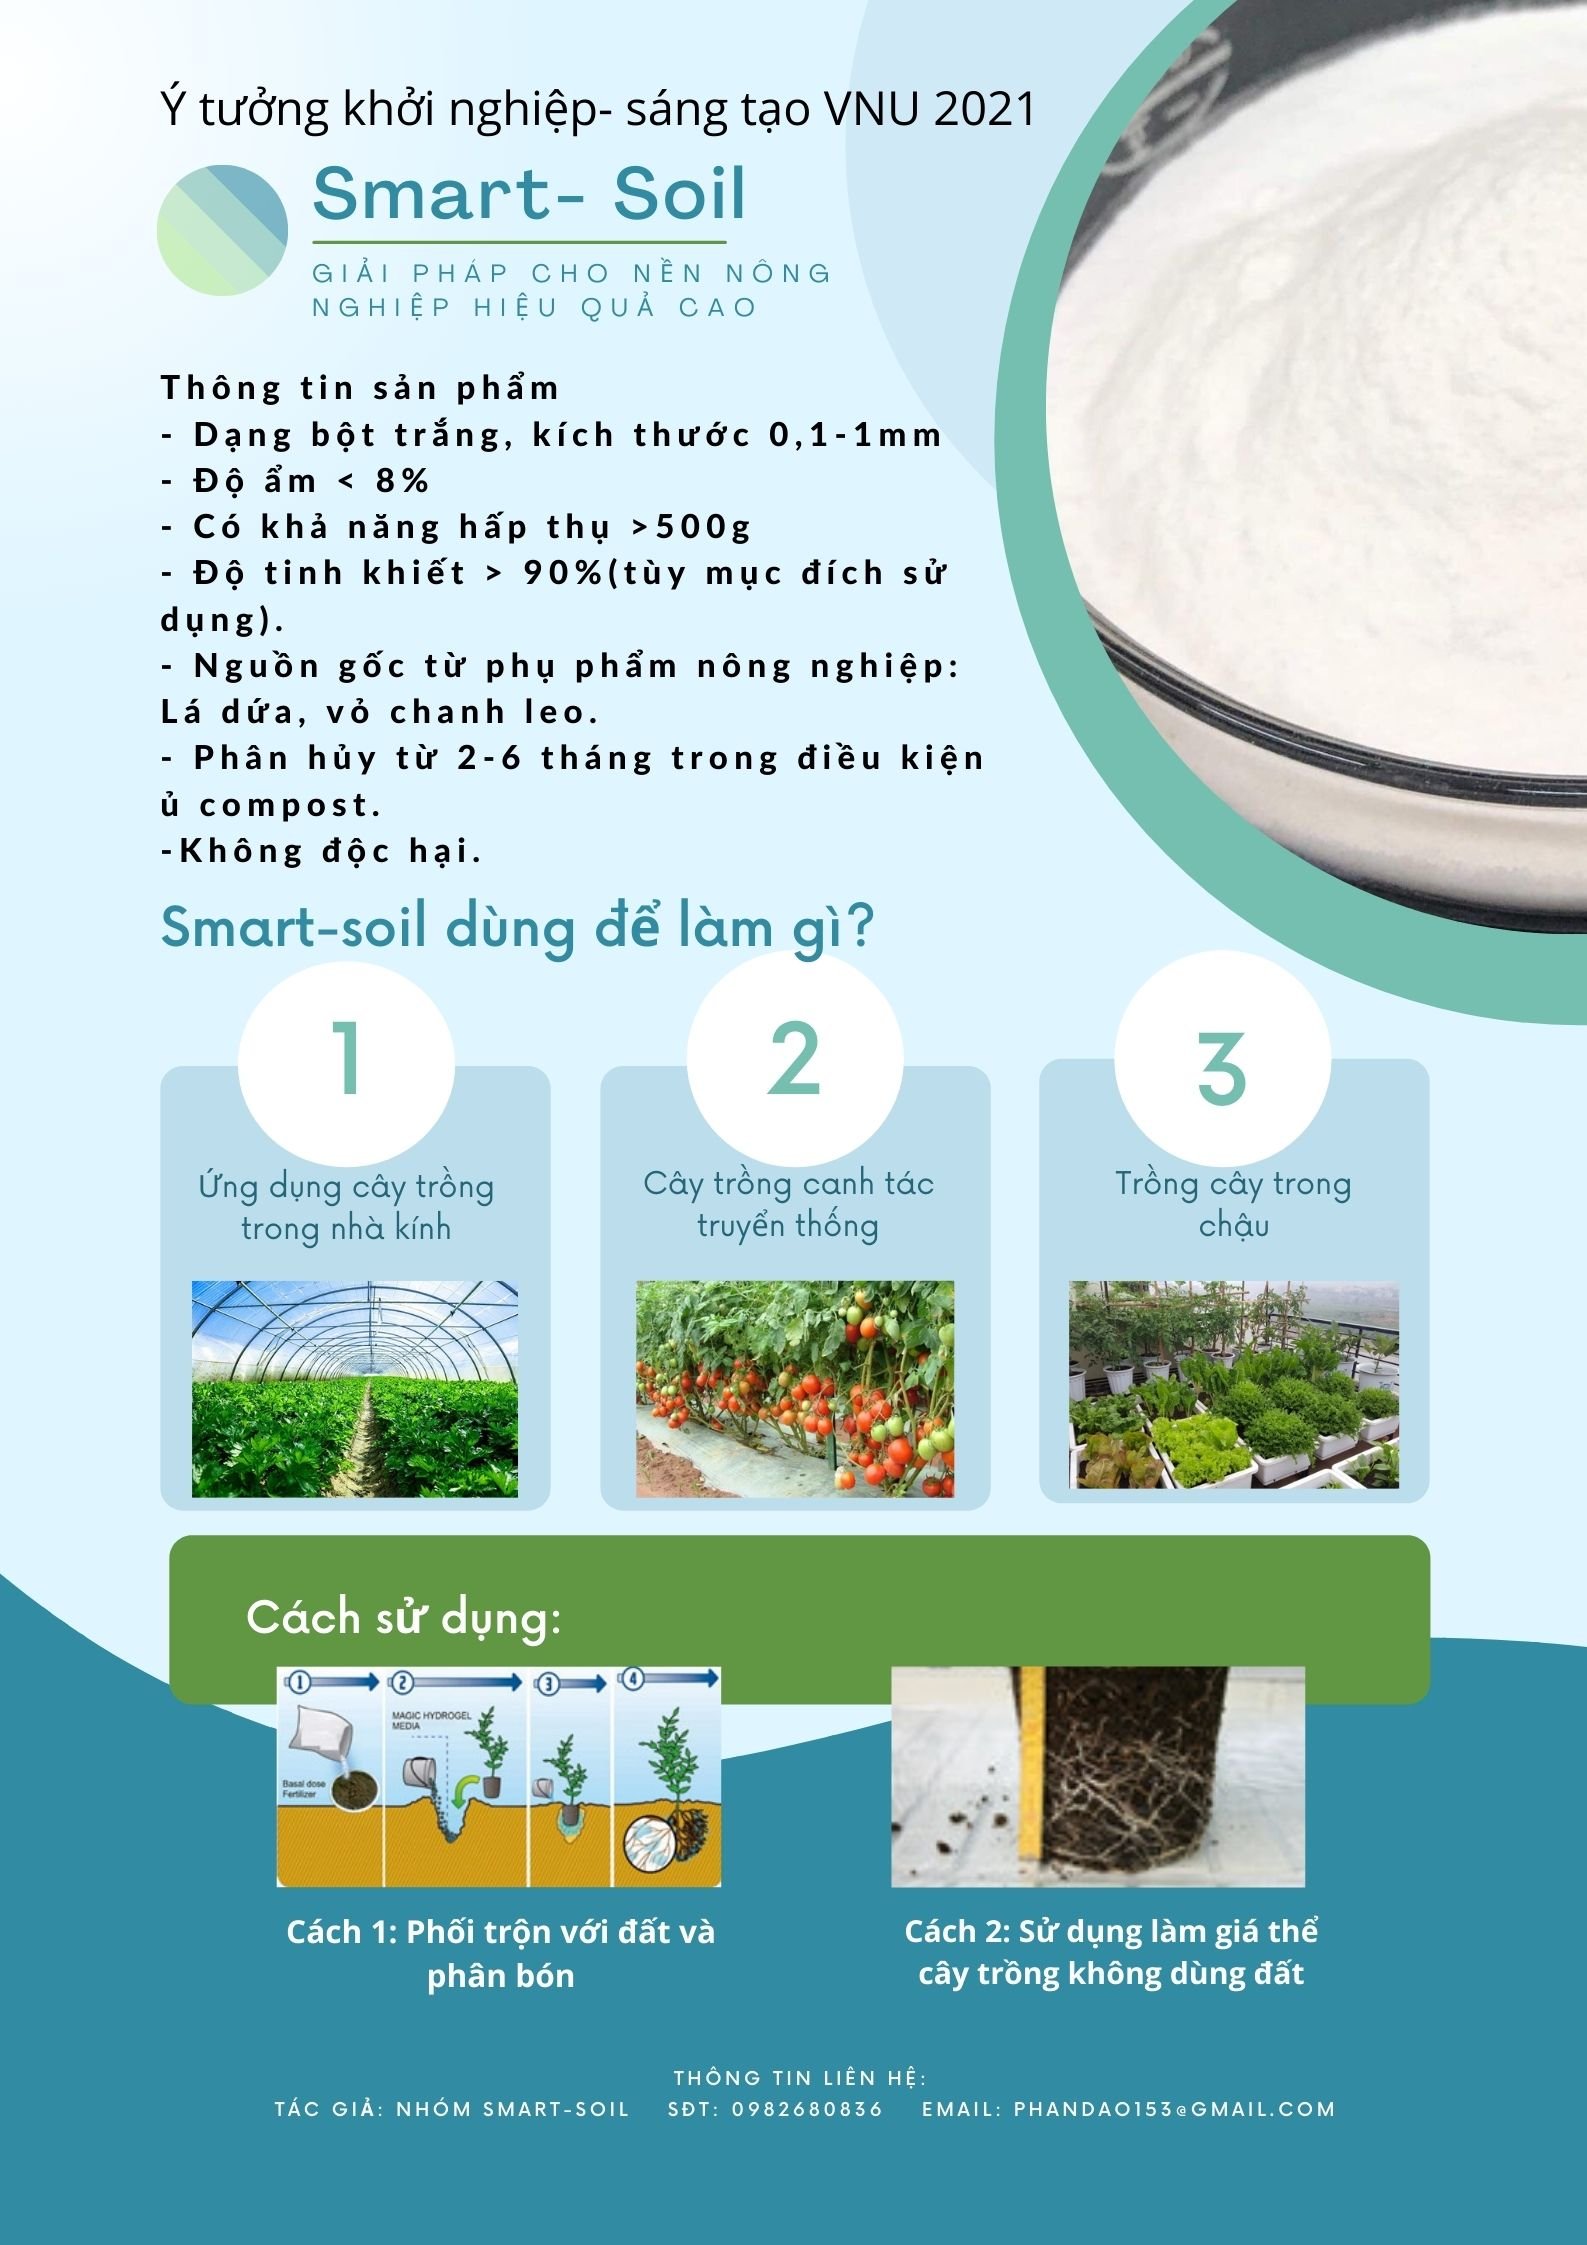 Ý tưởng khởi nghiệp- sáng tạo VNU 2021
Smart- Soil
GIẢI PHÁP CHO NỀN NÔNG
NGHIỆP HIỆU QUẢ CAO
Thông tin sản phẩm
- Dạng bột trắng, kích thước 0,1-1mm
- Độ ẩm < 8%
- Có khả năng hấp thụ >500g
- Độ tinh khiết > 90%(tùy mục đích sử
dụng).
- Nguồn gốc từ phụ phẩm nông nghiệp:
Lá dứa, vỏ chanh leo.
- Phân hủy từ 2-6 tháng trong điều kiện
ủ compost.
-Không độc hại.
Smart-soil dùng để làm gì?
1
Ứng dụng cây trồng
trong nhà kính
2
Cây trồng canh tác
truyển thống
3
Trồng cây trong
chậu
Cách sử dụng:
1
2
3
4
MAGIC HYDROGEL
MEDIA
Basal dose
Fertilizer
Cách 1: Phối trộn với đất và
phân bón
Cách 2: Sử dụng làm giá thể
cây trồng không dùng đất
THÔNG TIN LIÊN HỆ:
TÁC GIẢ: NHÓM SMART-SOIL SĐT: 0982680836 EMAIL: PHANDAO153@GMAIL.COM